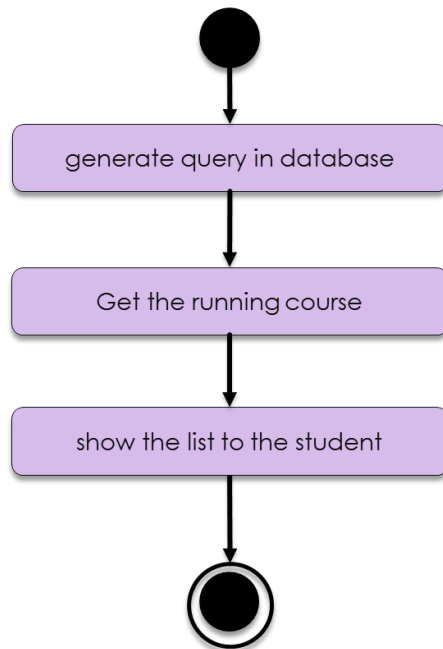 generate query in database
Get the running course
show the list to the student